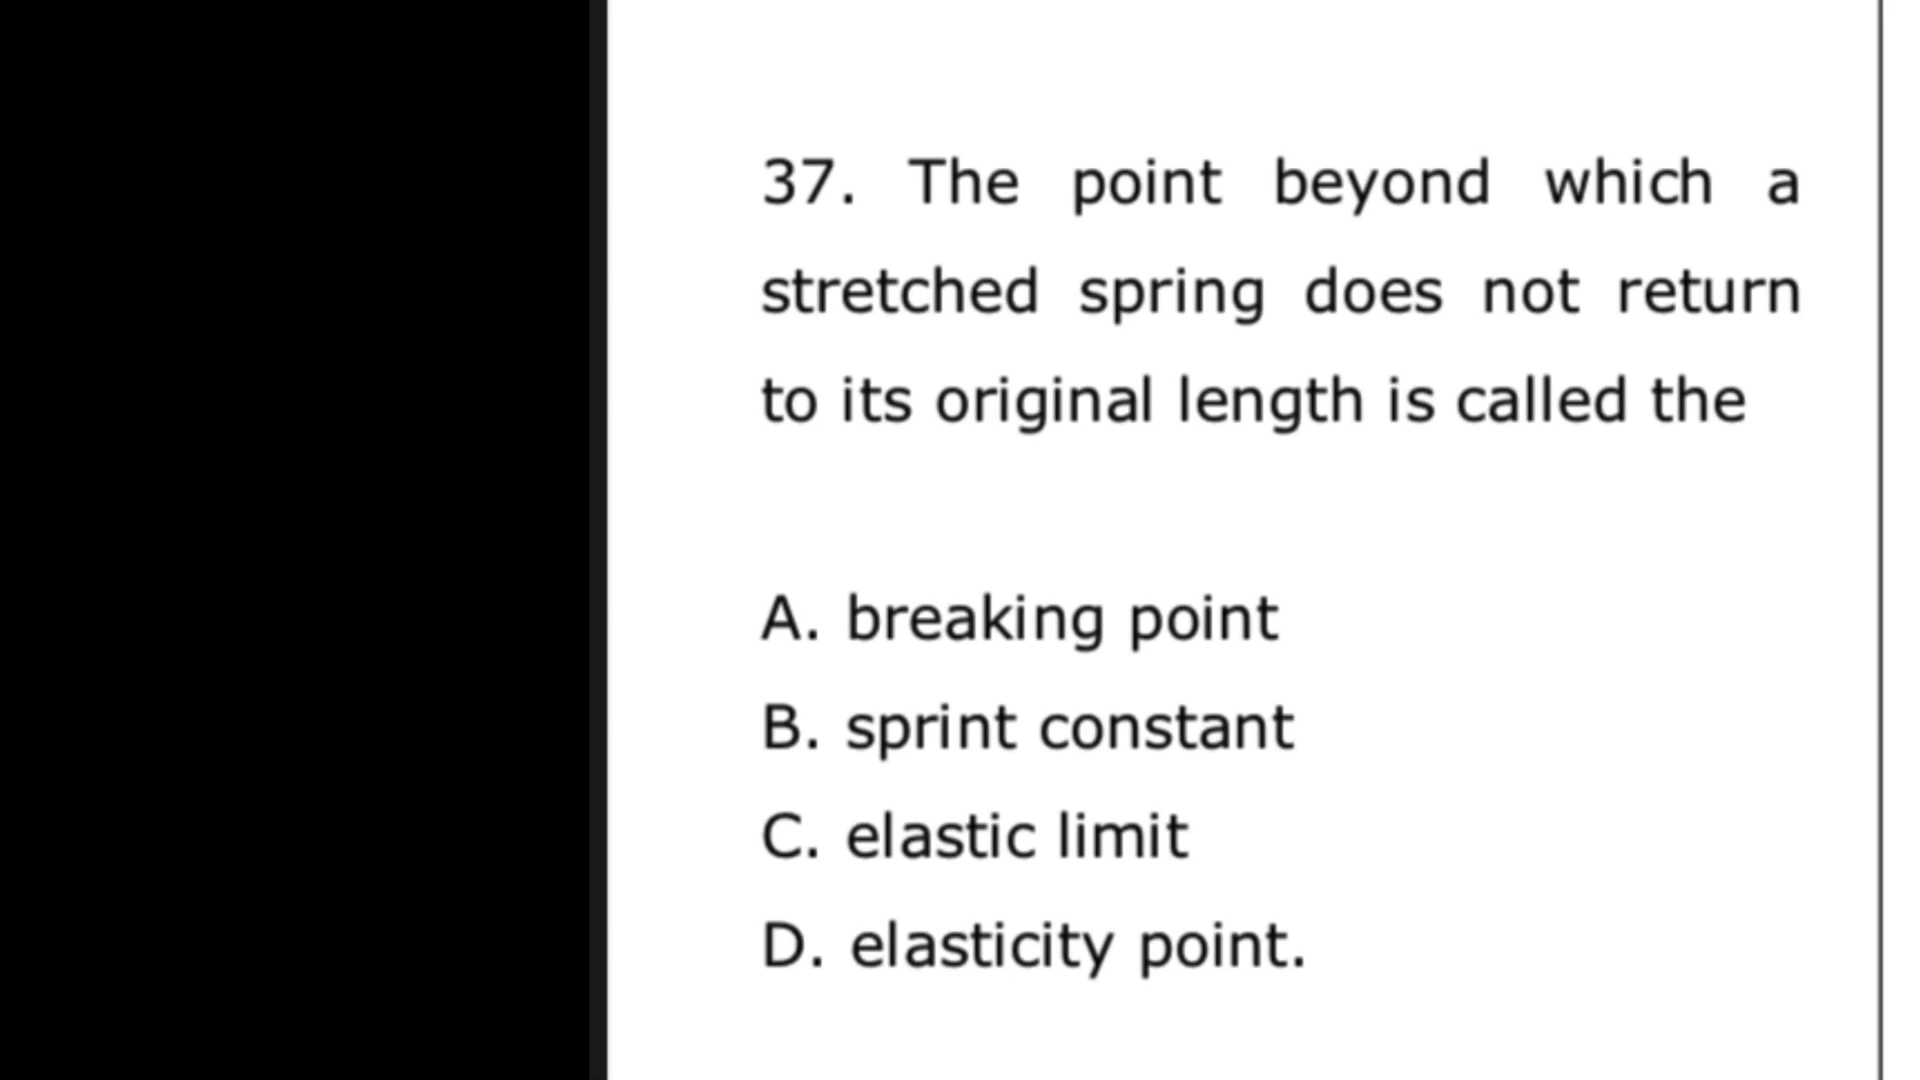 37. The point beyond which a
stretched spring does not return
to its original length is called the
A. breaking point
B. sprint constant
C. elastic limit
D. elasticity point.